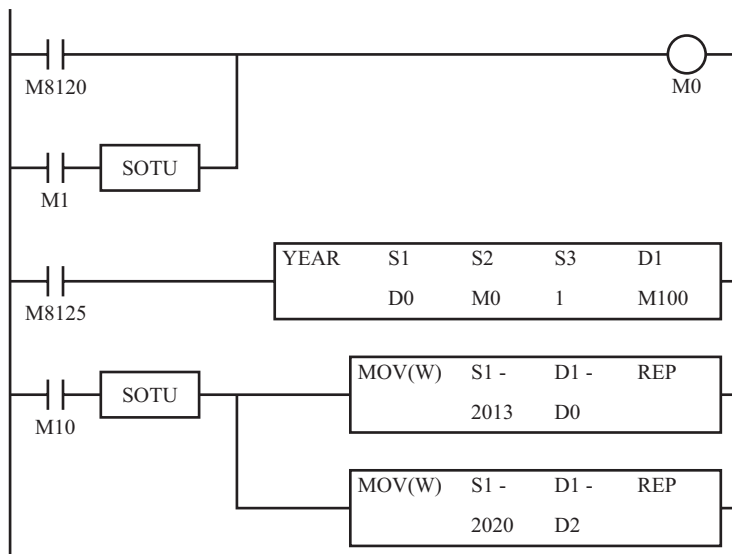 M8120
M0
SOTU
M1
YEAR S1 S2 S3 D1
D0 M0 1 M100
M8125
SOTU
MOV(W) S1 - D1 - REP
2013 D0
M10
MOV(W) S1 - D1 - REP
2020 D2